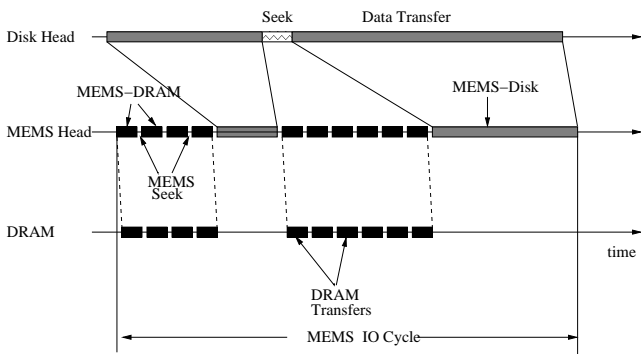 Seek
Data Transfer
Disk Head
MEMS–DRAM
MEMS–Disk
MEMS Head
MEMS
Seek
DRAM
time
DRAM
Transfers
MEMS IO Cycle